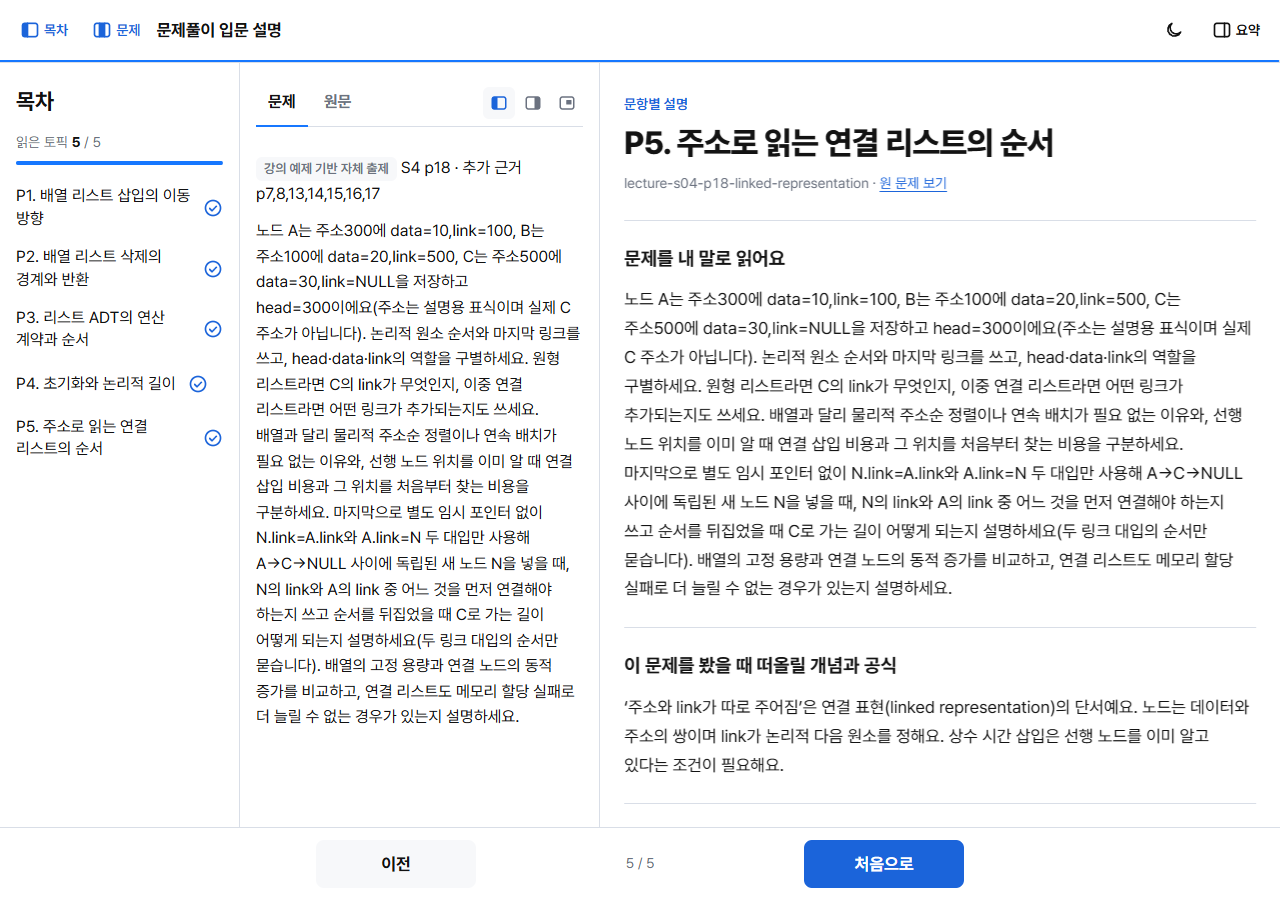 목차
문제
문제풀이 입문 설명
요약
목차
읽은 토픽 5 / 5
P1. 배열 리스트 삽입의 이동
방향
P2. 배열 리스트 삭제의
경계와 반환
P3. 리스트 ADT의 연산
계약과 순서
P4. 초기화와 논리적 길이
P5. 주소로 읽는 연결
리스트의 순서
문제
원문
강의 예제 기반 자체 출제 S4 p18 · 추가 근거
p7,8,13,14,15,16,17
노드 A는 주소300에 data=10,link=100, B는
주소100에 data=20,link=500, C는 주소500에
data=30,link=NULL을 저장하고
head=300이에요(주소는 설명용 표식이며 실제 C
주소가 아닙니다). 논리적 원소 순서와 마지막 링크를
쓰고, head·data·link의 역할을 구별하세요. 원형
리스트라면 C의 link가 무엇인지, 이중 연결
리스트라면 어떤 링크가 추가되는지도 쓰세요.
배열과 달리 물리적 주소순 정렬이나 연속 배치가
필요 없는 이유와, 선행 노드 위치를 이미 알 때 연결
삽입 비용과 그 위치를 처음부터 찾는 비용을
구분하세요. 마지막으로 별도 임시 포인터 없이
N.link=A.link와 A.link=N 두 대입만 사용해
A→C→NULL 사이에 독립된 새 노드 N을 넣을 때,
N의 link와 A의 link 중 어느 것을 먼저 연결해야
하는지 쓰고 순서를 뒤집었을 때 C로 가는 길이
어떻게 되는지 설명하세요(두 링크 대입의 순서만
묻습니다). 배열의 고정 용량과 연결 노드의 동적
증가를 비교하고, 연결 리스트도 메모리 할당 실패로
더 늘릴 수 없는 경우가 있는지 설명하세요.
문항별 설명
P5. 주소로 읽는 연결 리스트의 순서
lecture-s04-p18-linked-representation · 원 문제 보기
문제를 내 말로 읽어요
노드 A는 주소300에 data=10,link=100, B는 주소100에 data=20,link=500, C는
주소500에 data=30,link=NULL을 저장하고 head=300이에요(주소는 설명용 표식이며 실제
C 주소가 아닙니다). 논리적 원소 순서와 마지막 링크를 쓰고, head·data·link의 역할을
구별하세요. 원형 리스트라면 C의 link가 무엇인지, 이중 연결 리스트라면 어떤 링크가
추가되는지도 쓰세요. 배열과 달리 물리적 주소순 정렬이나 연속 배치가 필요 없는 이유와, 선행
노드 위치를 이미 알 때 연결 삽입 비용과 그 위치를 처음부터 찾는 비용을 구분하세요.
마지막으로 별도 임시 포인터 없이 N.link=A.link와 A.link=N 두 대입만 사용해 A→C→NULL
사이에 독립된 새 노드 N을 넣을 때, N의 link와 A의 link 중 어느 것을 먼저 연결해야 하는지
쓰고 순서를 뒤집었을 때 C로 가는 길이 어떻게 되는지 설명하세요(두 링크 대입의 순서만
묻습니다). 배열의 고정 용량과 연결 노드의 동적 증가를 비교하고, 연결 리스트도 메모리 할당
실패로 더 늘릴 수 없는 경우가 있는지 설명하세요.
이 문제를 봤을 때 떠올릴 개념과 공식
‘주소와 link가 따로 주어짐’은 연결 표현(linked representation)의 단서예요. 노드는 데이터와
주소의 쌍이며 link가 논리적 다음 원소를 정해요. 상수 시간 삽입은 선행 노드를 이미 알고
있다는 조건이 필요해요.
이전
5 / 5
처음으로